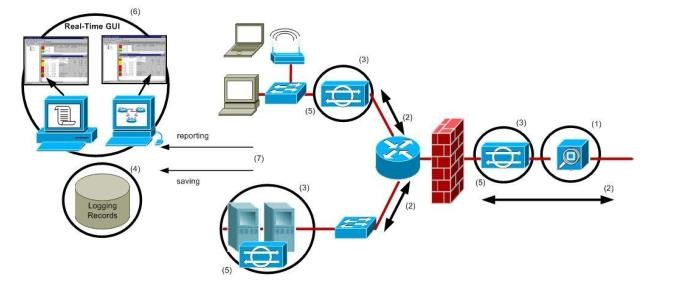 (6)
Real-Time GUI
(3)
(2)
(5)
(3)
(1)
reporting
(7)
(4)
saving
(3)
(2)
(5)
(2)
Logging
Records
(5)